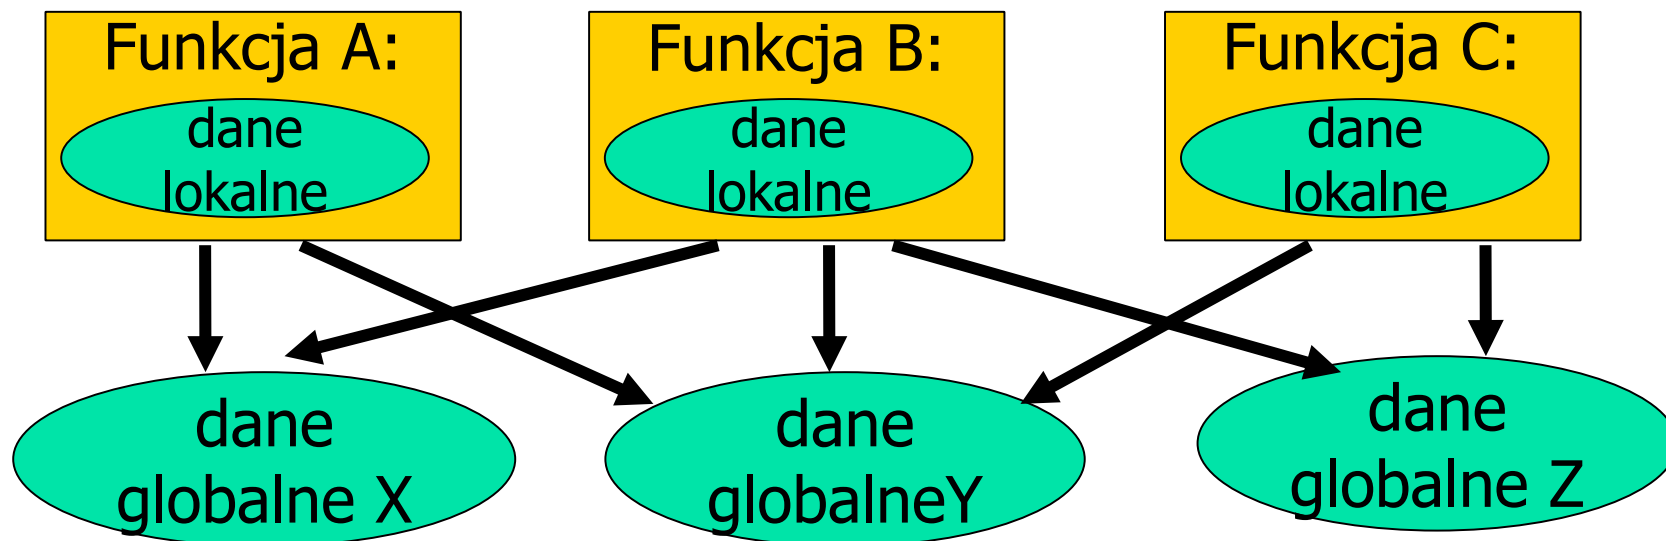 Funkcja A:
dane
lokalne
Funkcja B:
dane
lokalne
Funkcja C:
dane
lokalne
dane
globalne X
dane
globalneY
dane
globalne Z